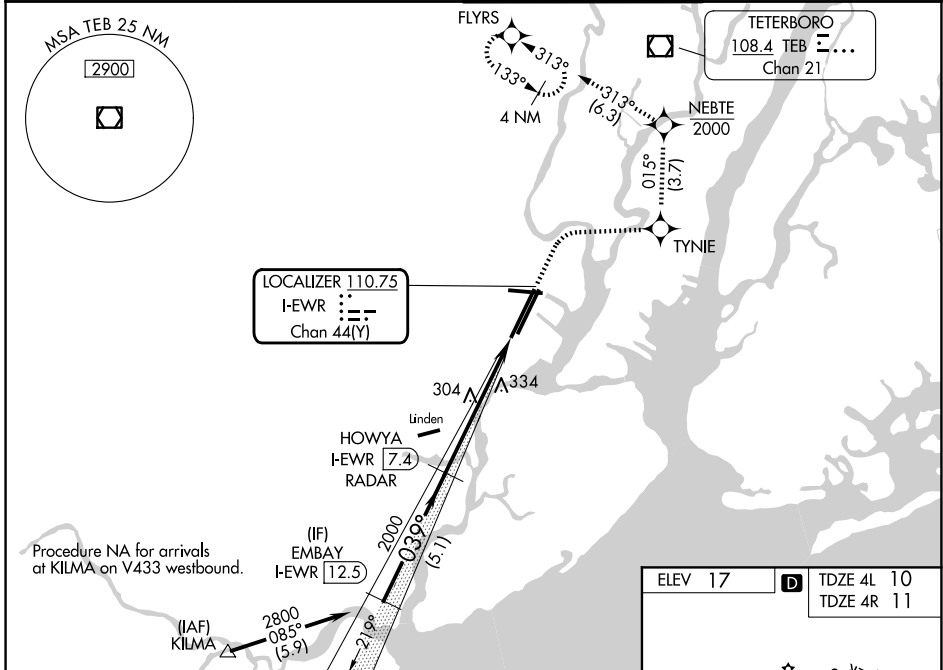 MSA TEB 25 NM
2900
FLYRS
313°
133°
4 NM
313°
(6.3)
TETERBORO
108.4 TEB
Chan 21
NEBTE
2000
015°
(3.7)
TYNIE
LOCALIZER 110.75
I-EWR
Chan 44(Y)
304
334
Linden
HOWYA
I-EWR 7.4
RADAR
2000
039°
(5.1)
(IF)
EMBAY
I-EWR 12.5
Procedure NA for arrivals
at KILMA on V433 westbound.
(IAF)
KILMA
2800
085°
(5.9)
219°
ELEV 17
D
TDZE 4L 10
TDZE 4R 11